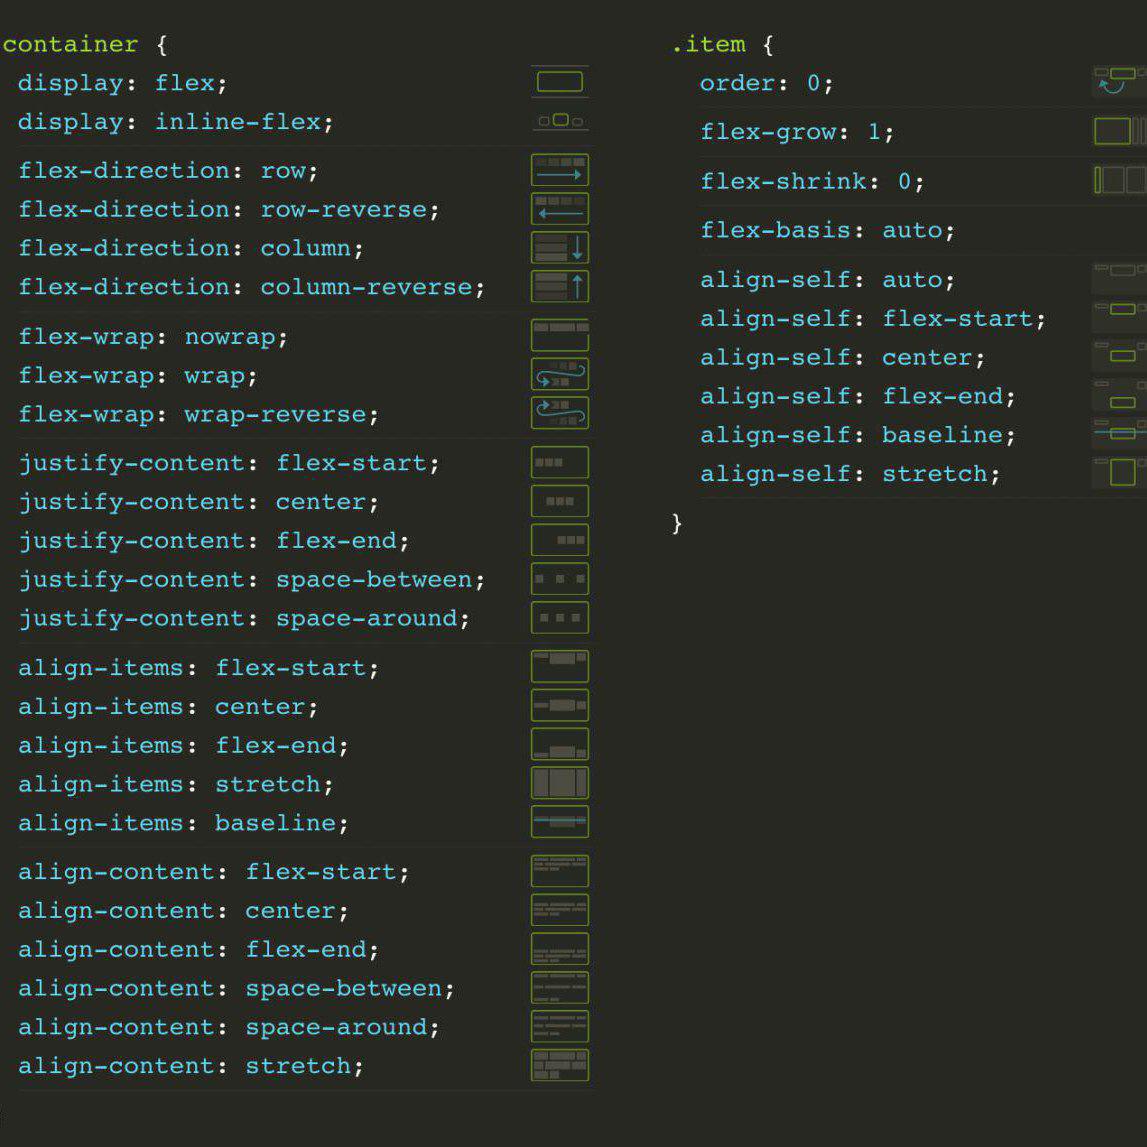 container {
display: flex;
display: inline-flex;
flex-direction: row;
flex-direction: row-reverse;
flex-direction: column;
flex-direction: column-reverse;
flex-wrap: nowrap;
flex-wrap: wrap;
flex-wrap: wrap-reverse;
justify-content: flex-start;
justify-content: center;
justify-content: flex-end;
justify-content: space-between;
justify-content: space-around;
align-items: flex-start;
align-items: center;
align-items: flex-end;
align-items: stretch;
align-items: baseline;
align-content: flex-start;
align-content: center;
align-content: flex-end;
align-content: space-between;
align-content: space-around;
align-content: stretch;
.item {
order: 0;
flex-grow: 1;
flex-shrink: 0;
flex-basis: auto;
align-self: auto;
align-self: flex-start;
align-self: center;
align-self: flex-end;
align-self: baseline;
align-self: stretch;
}